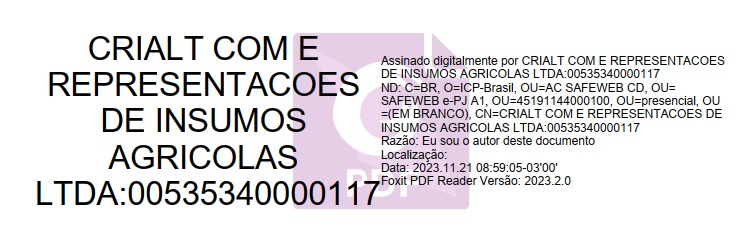 CRIALT COM E
REPRESENTACOES
DE INSUMOS
AGRICOLAS
LTDA:00535340000117
Assinado digitalmente por CRIALT COM E REPRESENTACOES
DE INSUMOS AGRICOLAS LTDA:00535340000117
ND: C=BR, O=ICP-Brasil, OU=AC SAFEWEB CD, OU=
SAFEWEB e-PJ A1, OU=45191144000100, OU=presencial, OU
=(EM BRANCO), CN=CRIALT COM E REPRESENTACOES DE
INSUMOS AGRICOLAS LTDA:00535340000117
Razão: Eu sou o autor deste documento
Localização:
Data: 2023.11.21 08:59:05-03'00'
Foxit PDF Reader Versão: 2023.2.0
PDF